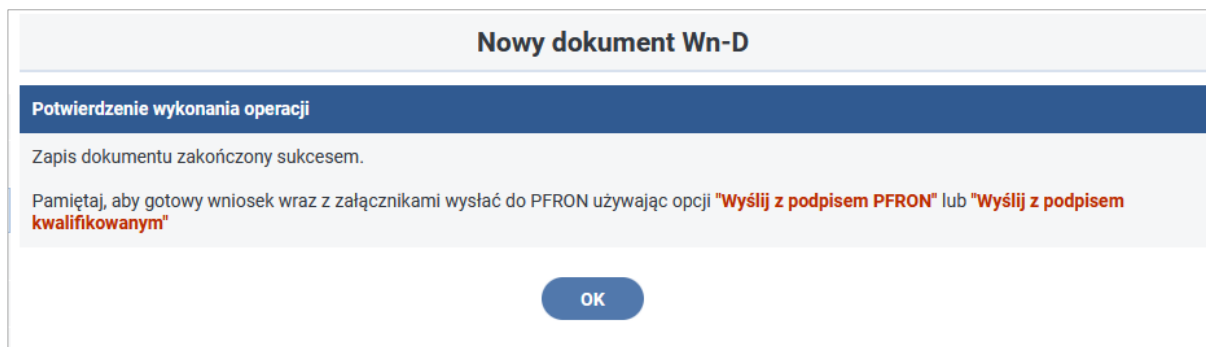 Nowy dokument Wn-D
Potwierdzenie wykonania operacji
Zapis dokumentu zakończony sukcesem.
Pamiętaj, aby gotowy wniosek wraz z załącznikami wysłać do PFRON używając opcji "Wyślij z podpisem PFRON" lub "Wyślij z podpisem
kwalifikowanym"
OK